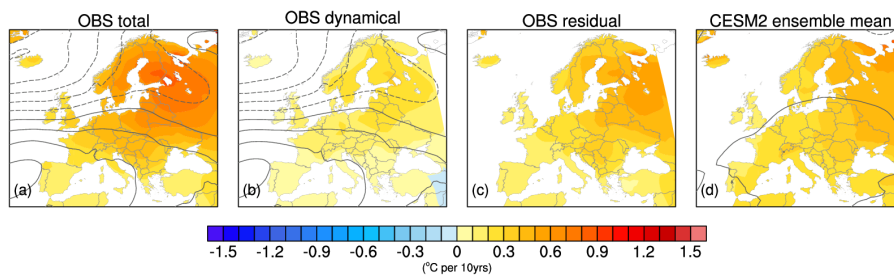 OBS total
OBS dynamical
OBS residual
CESM2 ensemble mean
(a)
(b)
(c)
(d)
-1.5 -1.2 -0.9 -0.6 -0.3 0 0.3 0.6 0.9 1.2 1.5
(°C per 10yrs)